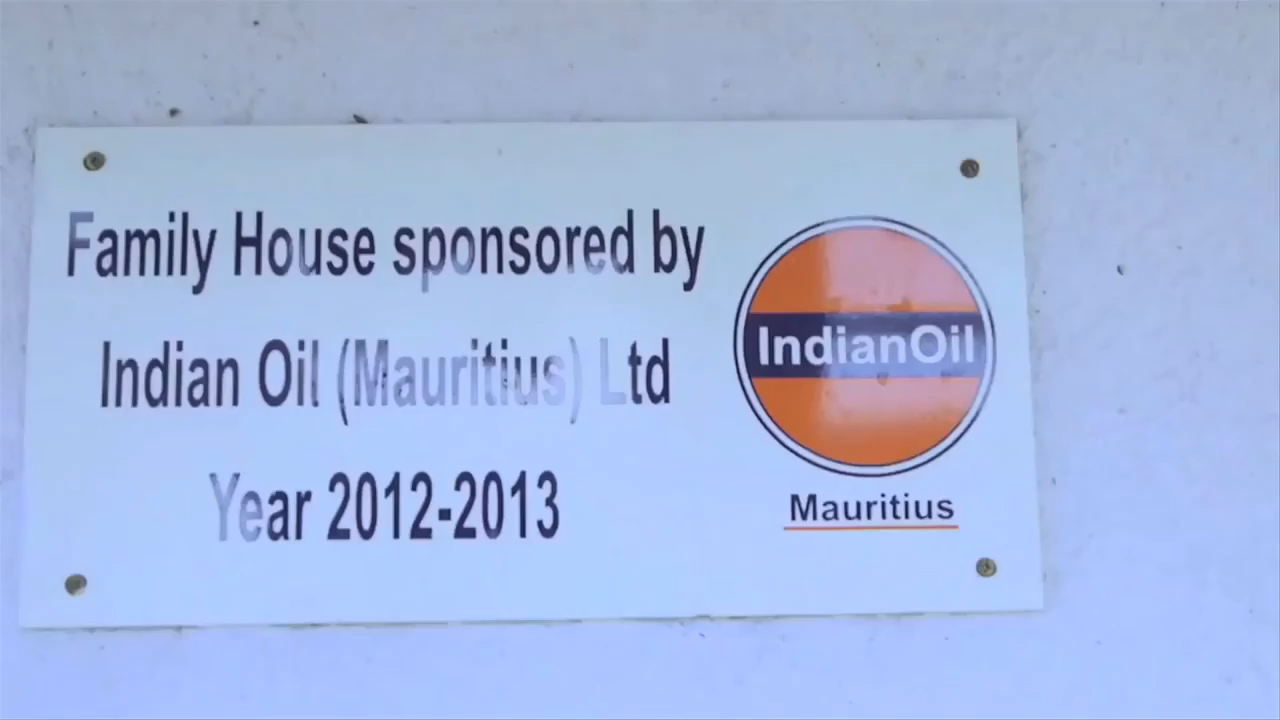 Family House sponsored by
Indian Oil (Mauritius) Ltd
Year 2012-2013
IndianOil
Mauritius